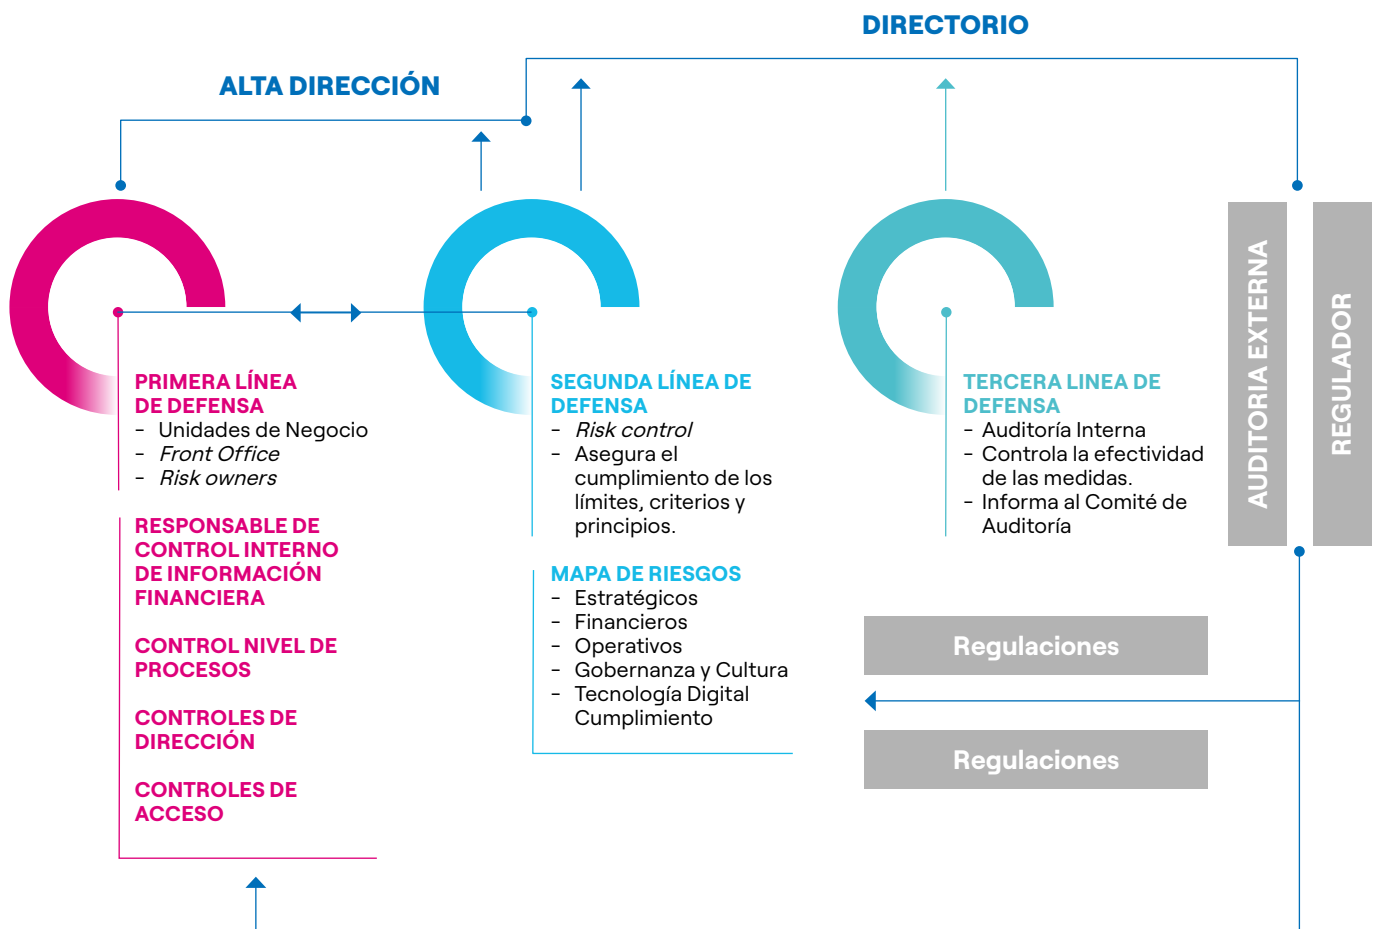 DIRECTORIO
ALTA DIRECCIÓN
PRIMERA LÍNEA
DE DEFENSA
- Unidades de Negocio
- Front Office
- Risk owners
RESPONSABLE DE
CONTROL INTERNO
DE INFORMACIÓN
FINANCIERA
CONTROL NIVEL DE
PROCESOS
CONTROLES DE
DIRECCIÓN
CONTROLES DE
ACCESO
SEGUNDA LÍNEA DE
DEFENSA
- Risk control
- Asegura el
cumplimiento de los
límites, criterios y
principios.
MAPA DE RIESGOS
- Estratégicos
- Financieros
- Operativos
- Gobernanza y Cultura
- Tecnología Digital
Cumplimiento
TERCERA LINEA DE
DEFENSA
- Auditoría Interna
- Controla la efectividad
de las medidas.
- Informa al Comité de
Auditoría
AUDITORIA EXTERNA
REGULADOR
Regulaciones
Regulaciones